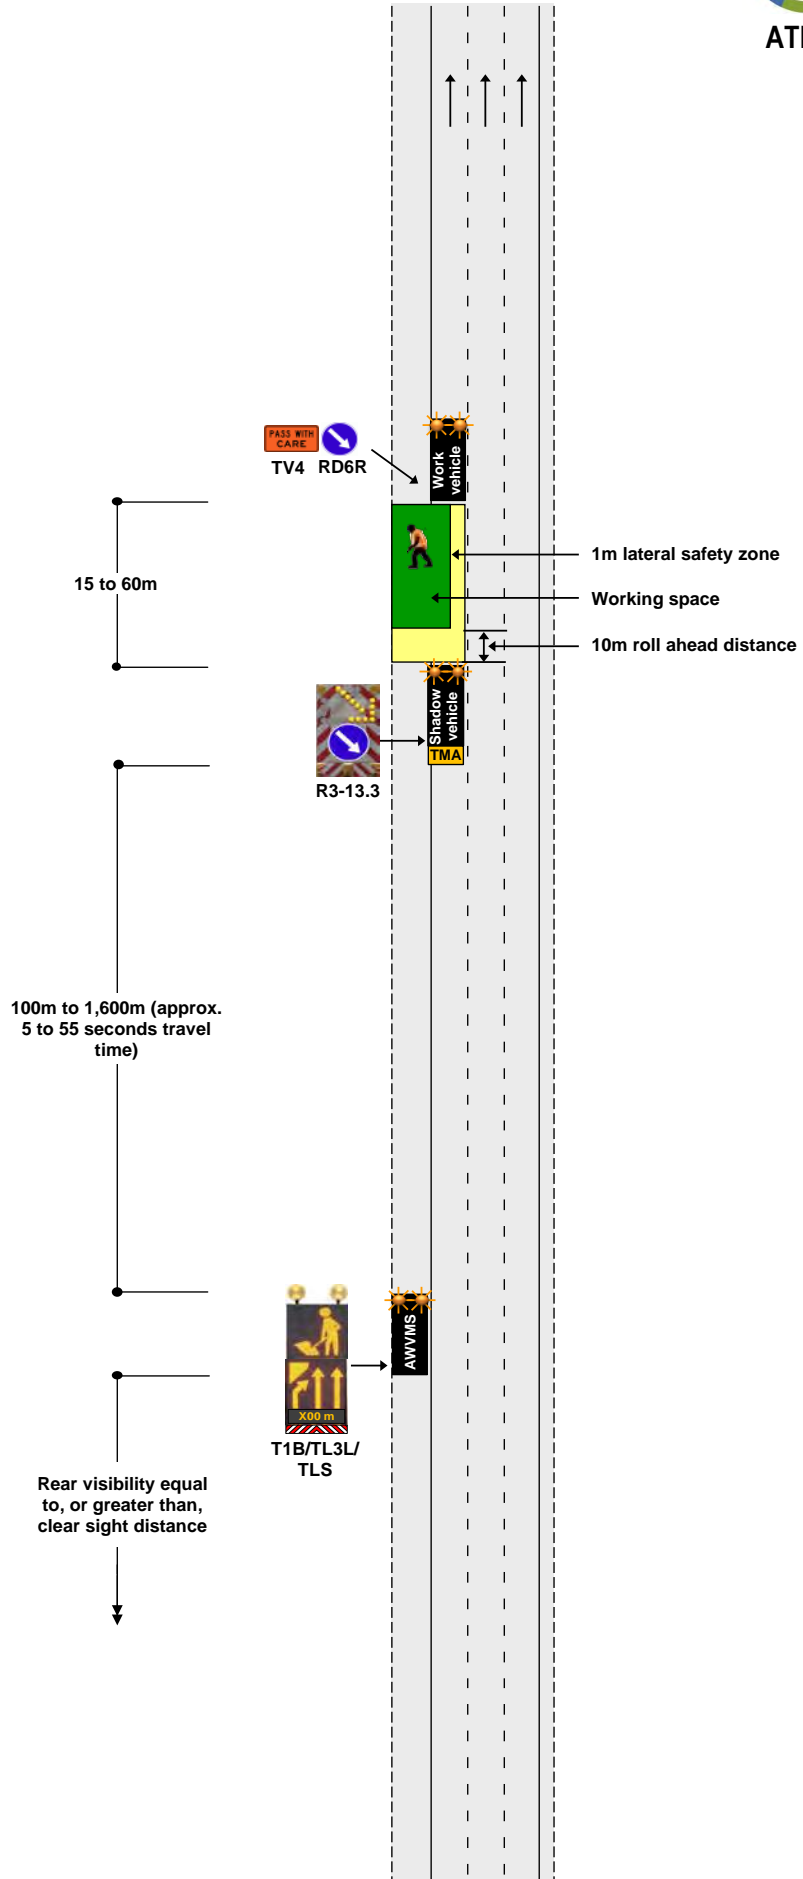 ATI
PASS WITH
CARE
TV4 RD6R
Work
vehicle
15 to 60m
1m lateral safety zone
Working space
10m roll ahead distance
Shadow
vehicle
TMA
R3-13.3
100m to 1,600m (approx.
5 to 55 seconds travel
time)
AWVMS
X00 m
T1B/TL3L/
TLS
Rear visibility equal
to, or greater than,
clear sight distance